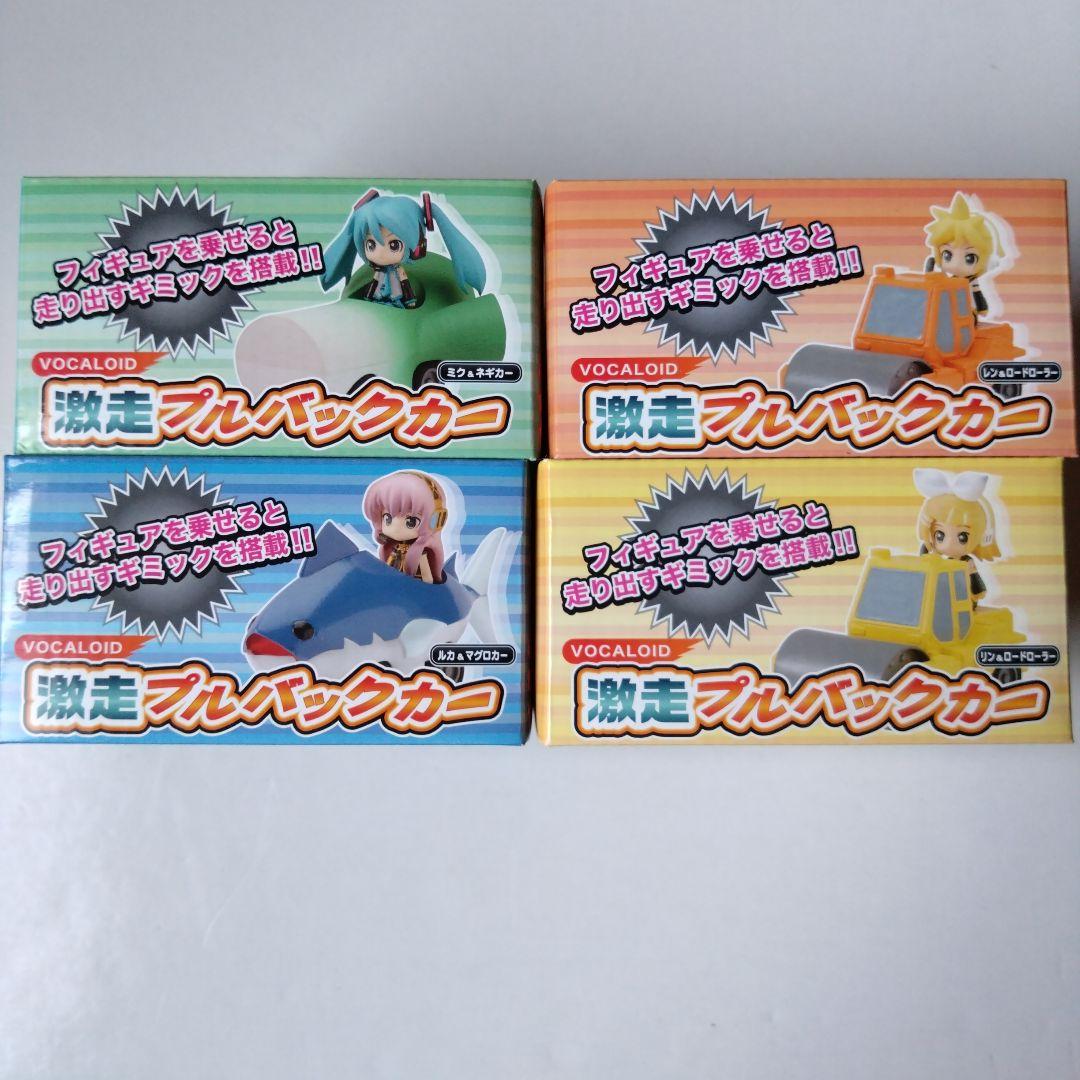 フィギュアを乗せると
走り出すギミックを搭載!!
VOCALOID
ミク&ネギカー
激走プルバックカー
フィギュアを乗せると
走り出すギミックを搭載!!
VOCALOID
レン&ロードローラー
激走プルバックカー
フィギュアを乗せると
走り出すギミックを搭載!!
VOCALOID
ルカ&マグロカー
激走プルバックカー
フィギュアを乗せると
走り出すギミックを搭載!!
VOCALOID
リン&ロードローラー
激走プルバックカー